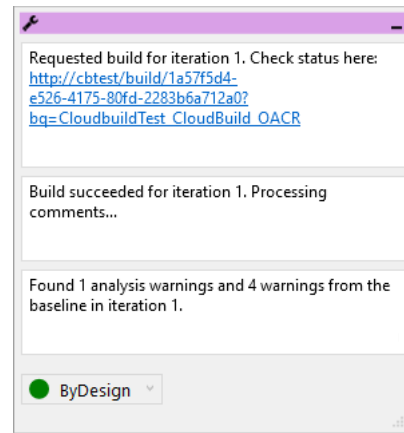 Requested build for iteration 1. Check status here:
http://cbtest/build/1a57f5d4-
e526-4175-80fd-2283b6a712a0?
bq=CloudbuildTest_CloudBuild_OACR
Build succeeded for iteration 1. Processing
comments...
Found 1 analysis warnings and 4 warnings from the
baseline in iteration 1.
ByDesign